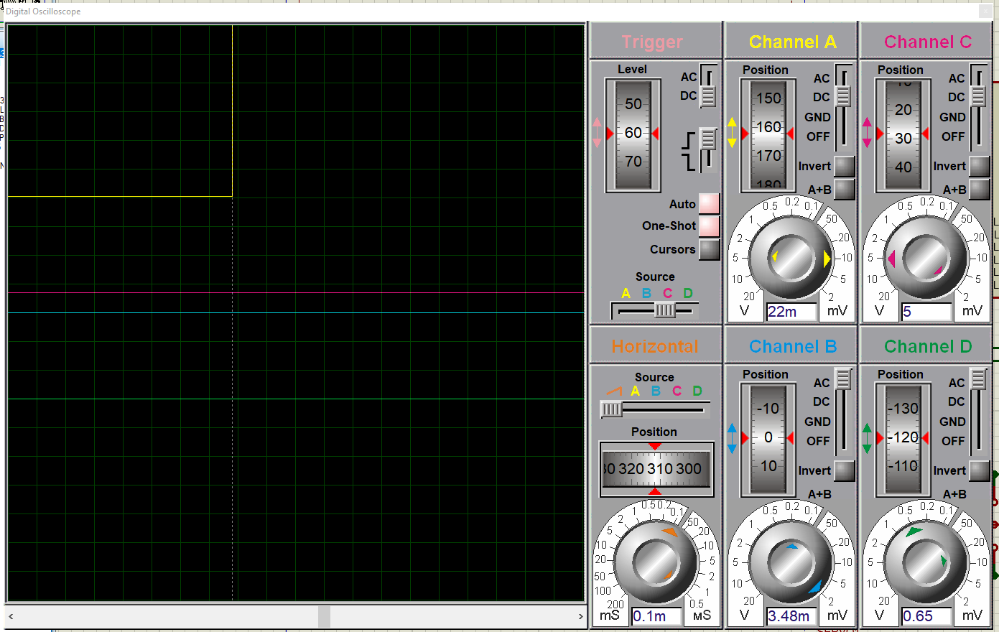 Digital Oscilloscope
Trigger
Level
AC
DC
50
60
70
Auto
One-Shot
Cursors
Source
A B C D
Channel A
Position
AC
DC
GND
OFF
150
160
170
180
Invert
A+B
0.5 0.2 0.1
1 50
2 20
5 10
10 5
20 2
V 22m mV
Channel C
Position
AC
DC
GND
OFF
10
20
30
40
Invert
A+B
0.5 0.2 0.1
1 50
2 20
5 10
10 5
20 2
V 5 mV
Horizontal
Source
A B C D
Position
320 310 300
0.5 0.2
1 0.1
2 50
5 20
10 10
20 5
50 2
100 1
200 0.5
mS 0.1m мS
Channel B
Position
AC
DC
GND
OFF
-10
0
10
Invert
A+B
0.5 0.2 0.1
1 50
2 20
5 10
10 5
20 2
V 3.48m mV
Channel D
Position
AC
DC
GND
OFF
-130
-120
-110
Invert
A+B
0.5 0.2 0.1
1 50
2 20
5 10
10 5
20 2
V 0.65 mV